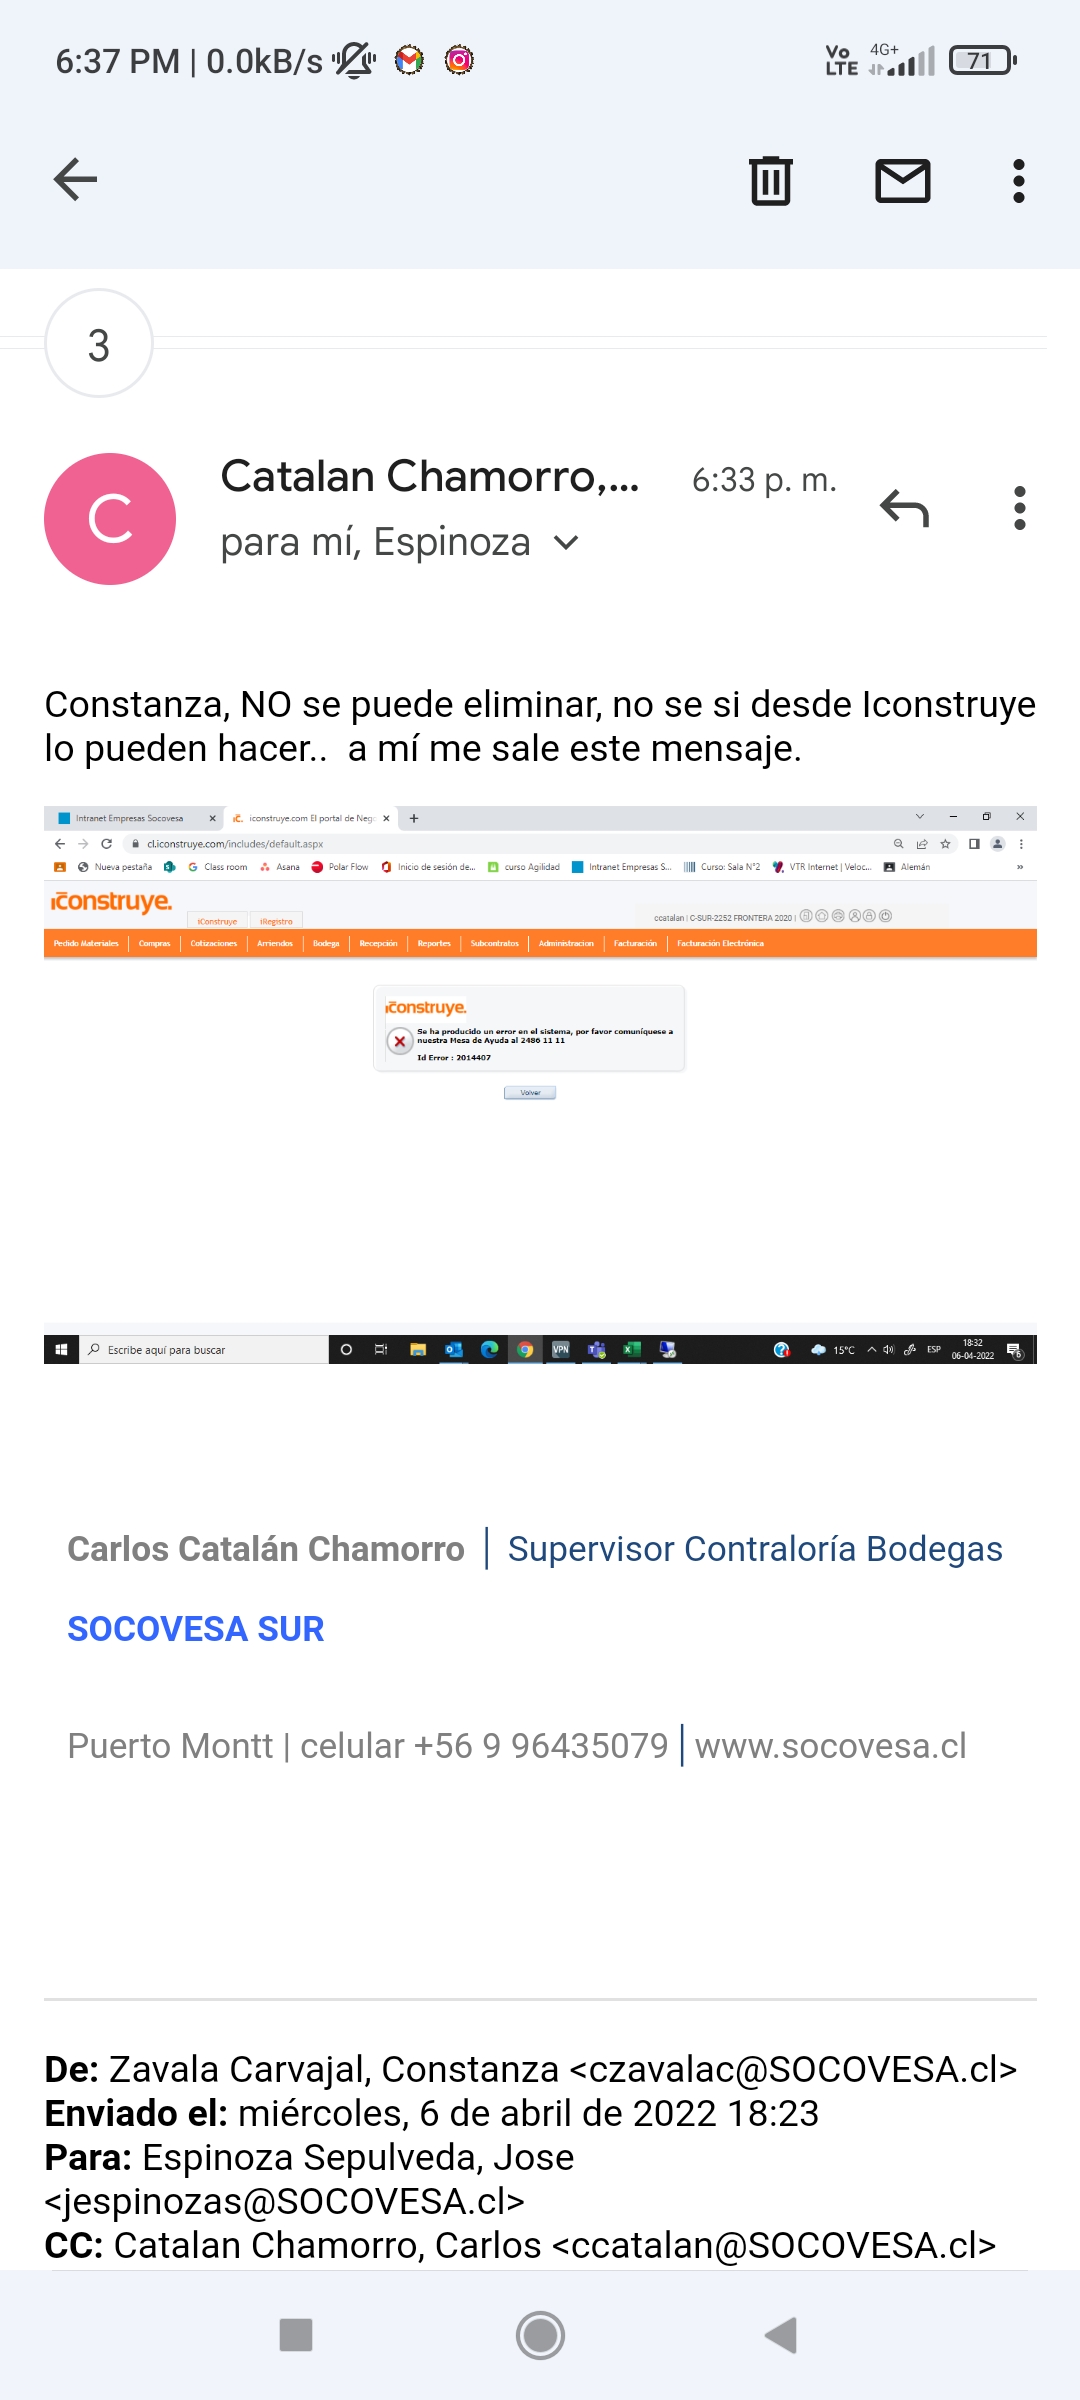 6:37 PM | 0.0kB/s
Vo LTE 4G+ 71
3
Catalan Chamorro,... 6:33 p. m.
C
para mí, Espinoza
Constanza, NO se puede eliminar, no se si desde Iconstruye
lo pueden hacer.. a mí me sale este mensaje.
Intranet Empresas Socovesa iconstruye.com El portal de Neg
cl.iconstruye.com/includes/default.aspx
Nueva pestaña Class room Asana Polar Flow Inicio de sesión de... curso Agilidad Intranet Empresas S... Curso: Sala N°2 VTR Internet | Veloc... Alemán »
iconstruye.
iConstruye iRegistro
ccatalan | C-SUR-2252 FRONTERA 2020 |
Pedido Materiales Compras Cotizaciones Arriendos Bodega Recepción Reportes Subcontratos Administracion Facturación Facturación Electrónica
iconstruye.
Se ha producido un error en el sistema, por favor comuníquese a
nuestra Mesa de Ayuda al 2486 11 11
Id Error : 2014407
Volver
Escribe aquí para buscar
VPN
15°C ESP 18:32
06-04-2022
6
Carlos Catalán Chamorro | Supervisor Contraloría Bodegas
SOCOVESA SUR
Puerto Montt | celular +56 9 96435079 | www.socovesa.cl
De: Zavala Carvajal, Constanza <czavalac@SOCOVESA.cl>
Enviado el: miércoles, 6 de abril de 2022 18:23
Para: Espinoza Sepulveda, Jose
<jespinozas@SOCOVESA.cl>
CC: Catalan Chamorro, Carlos <ccatalan@SOCOVESA.cl>